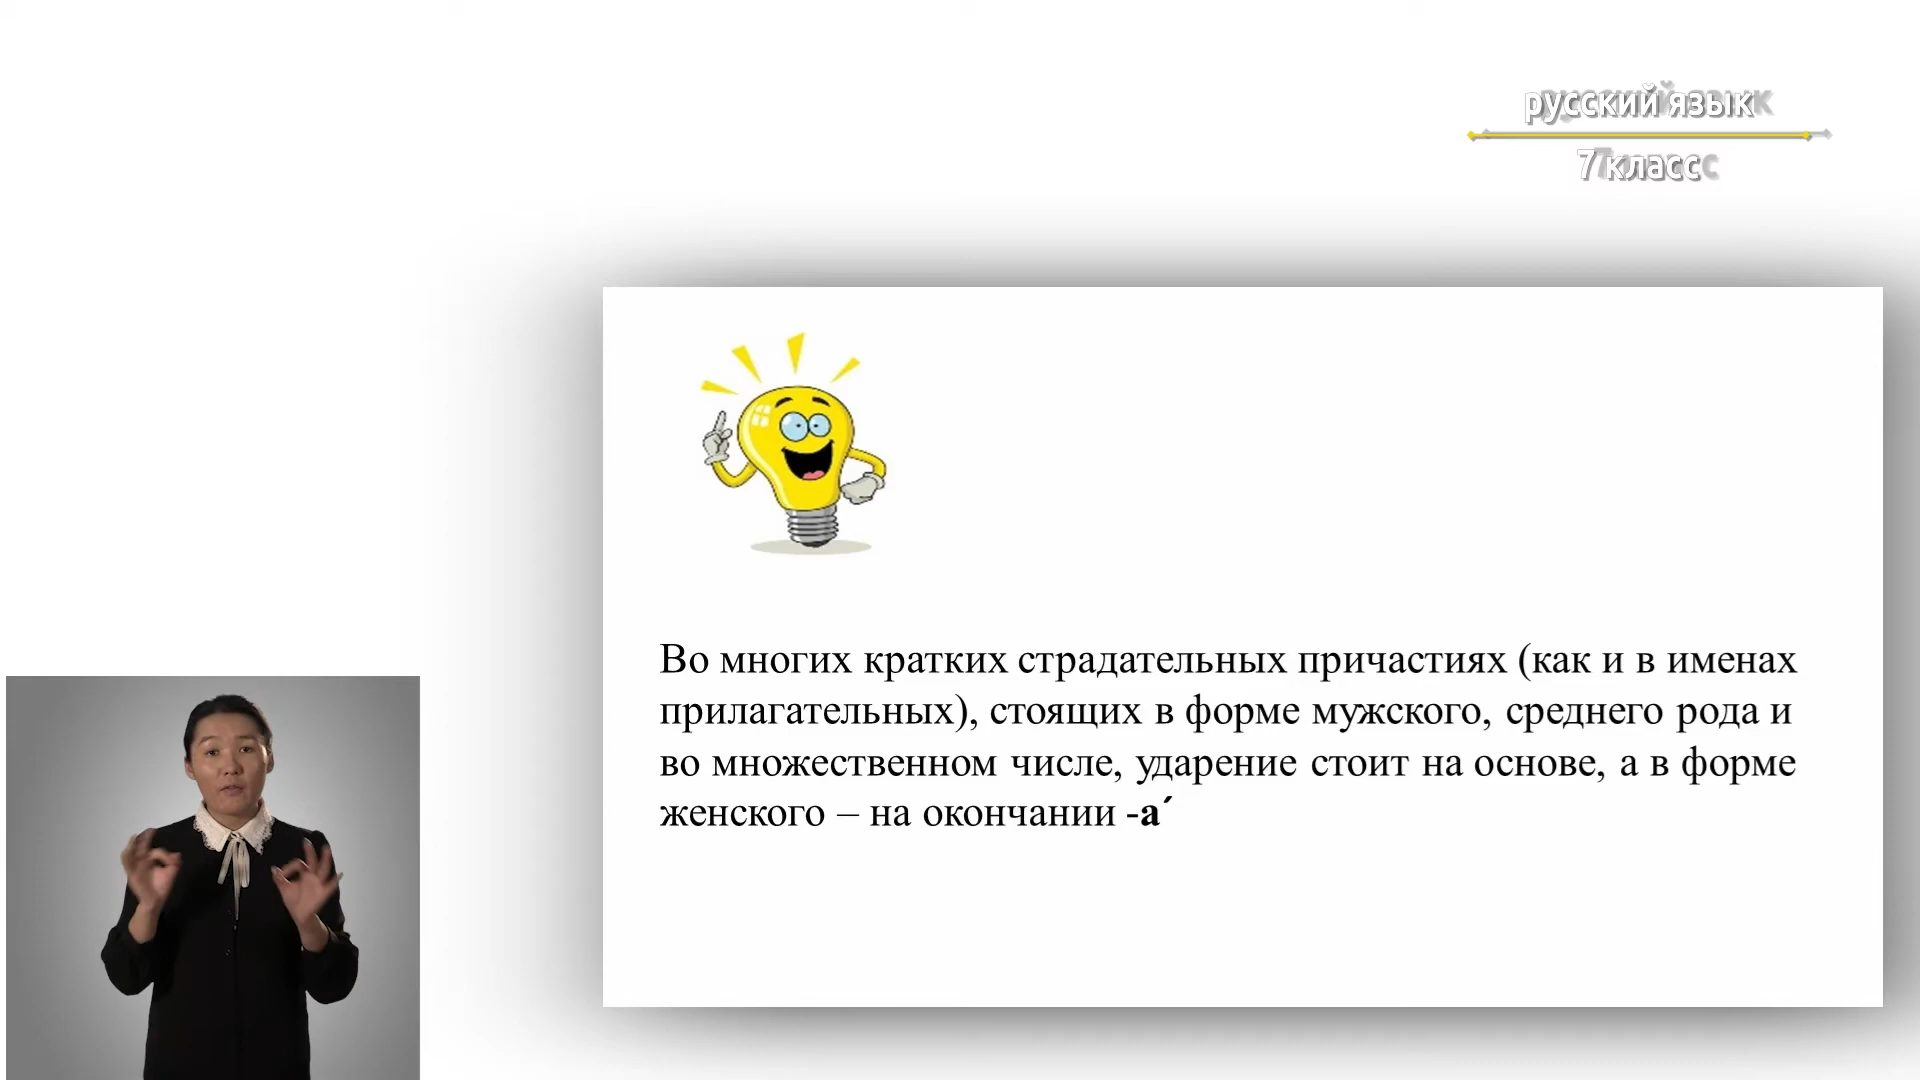 русский язык
7 класс
Во многих кратких страдательных причастиях (как и в именах
прилагательных), стоящих в форме мужского, среднего рода и
во множественном числе, ударение стоит на основе, а в форме
женского – на окончании -а´